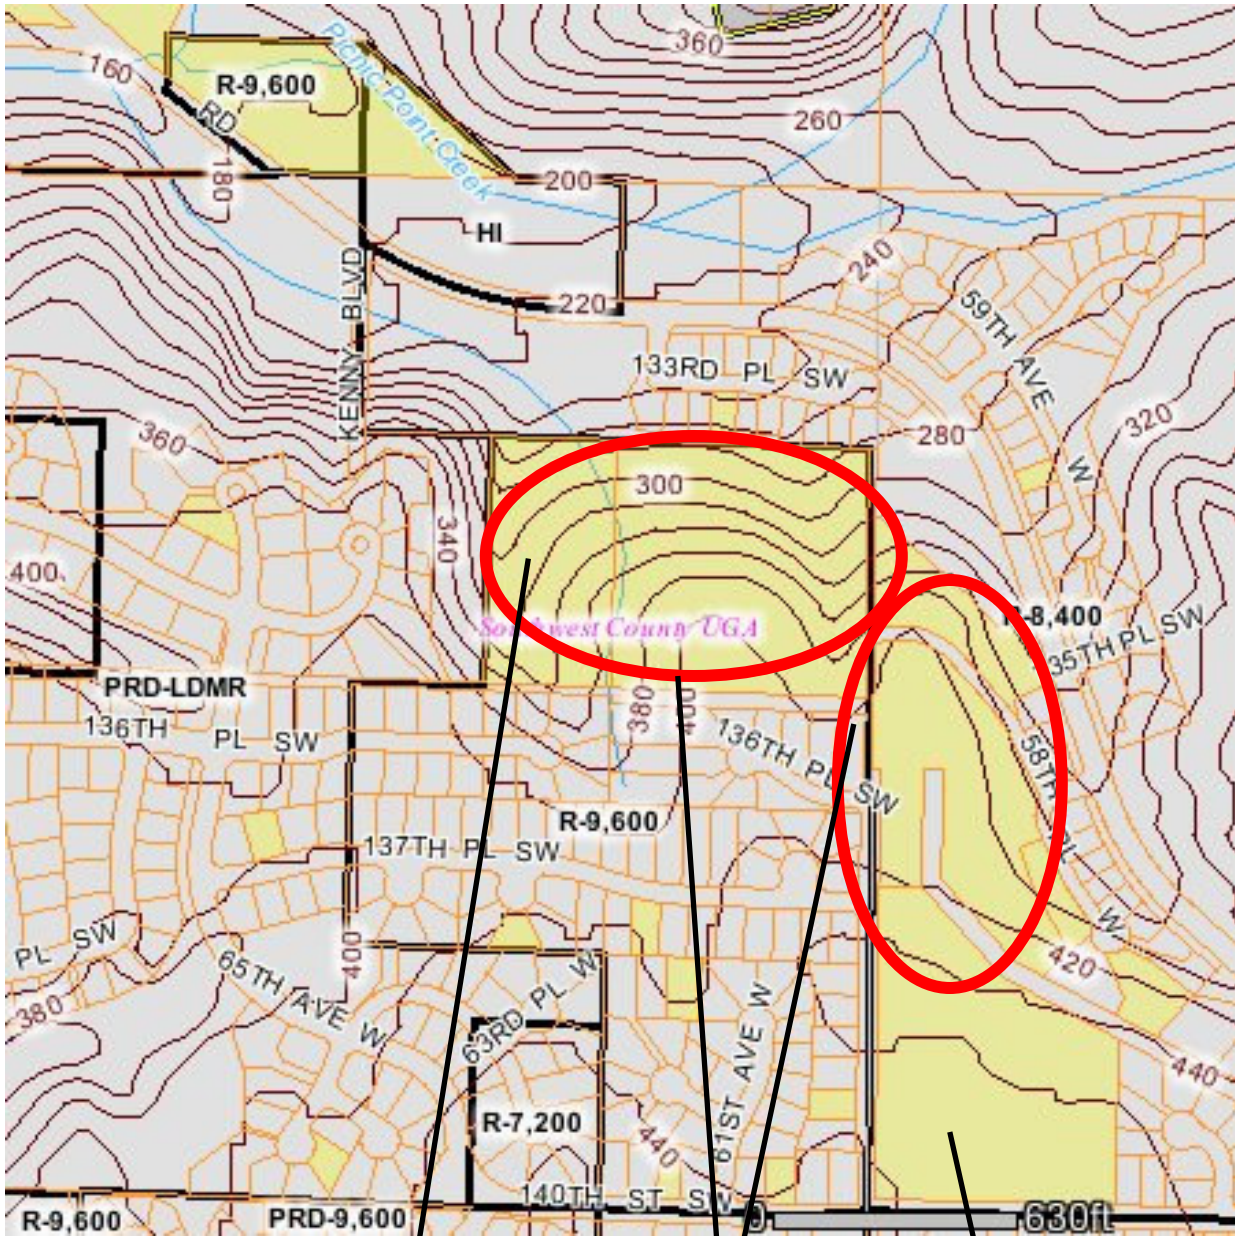 360
160
R-9,600
Picnic Point Creek
RD
260
180
200
HI
240
220
KENNY BLVD
59TH AVE W
133RD PL SW
320
280
360
300
340
400
Southwest County UGA
R-8,400
35TH PL SW
PRD-LDMR
380
400
136TH PL SW
136TH PL SW
58TH PL W
R-9,600
137TH PL SW
PL SW
400
65TH AVE W
63RD PL W
420
380
61ST AVE W
440
R-7,200
440
140TH ST SW
R-9,600
PRD-9,600
0
630ft